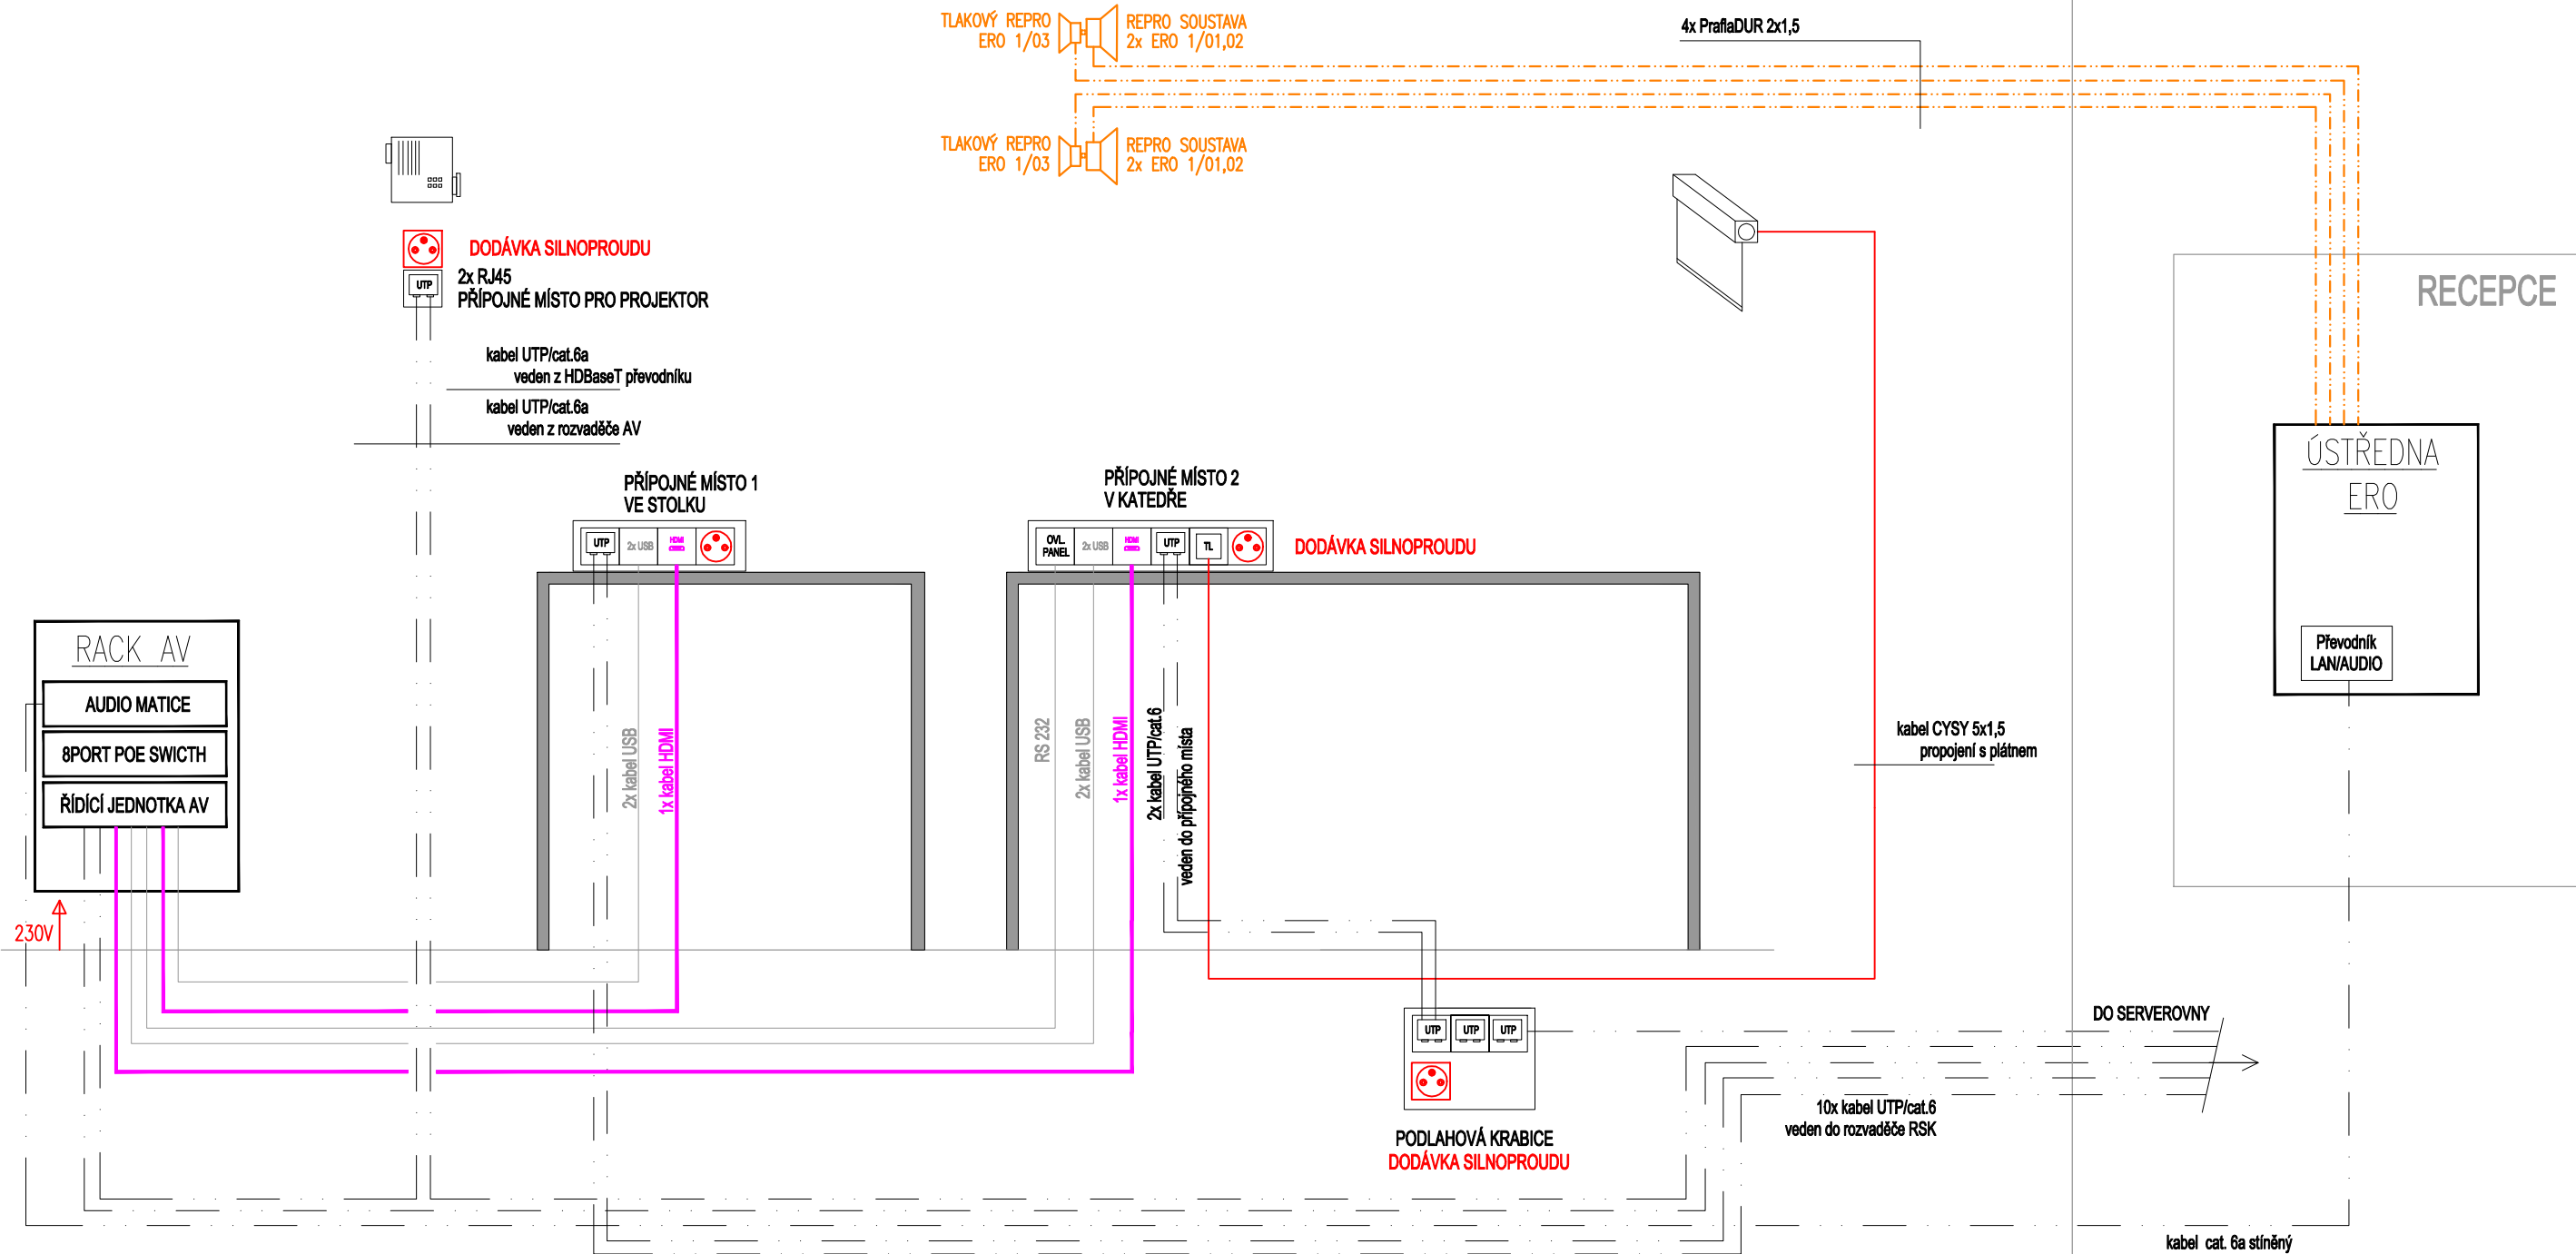 TLAKOVÝ REPRO
ERO 1/03
REPRO SOUSTAVA
2x ERO 1/01,02
4x PraflaDUR 2x1,5
TLAKOVÝ REPRO
ERO 1/03
REPRO SOUSTAVA
2x ERO 1/01,02
DODÁVKA SILNOPROUDU
UTP
2x RJ45
PŘÍPOJNÉ MÍSTO PRO PROJEKTOR
RECEPCE
kabel UTP/cat.6a
veden z HDBaseT převodníku
kabel UTP/cat.6a
veden z rozvaděče AV
PŘÍPOJNÉ MÍSTO 1
VE STOLKU
UTP
2x USB
HDMI
PŘÍPOJNÉ MÍSTO 2
V KATEDŘE
OVL.
PANEL
2x USB
HDMI
UTP
TL
DODÁVKA SILNOPROUDU
ÚSTŘEDNA
ERO
Převodník
LAN/AUDIO
RACK AV
AUDIO MATICE
8PORT POE SWICTH
ŘÍDÍCÍ JEDNOTKA AV
230V
2x kabel USB
1x kabel HDMI
RS 232
2x kabel USB
1x kabel HDMI
2x kabel UTP/cat.6
veden do přípojného místa
kabel CYSY 5x1,5
propojení s plátnem
UTP
UTP
UTP
PODLAHOVÁ KRABICE
DODÁVKA SILNOPROUDU
DO SERVEROVNY
10x kabel UTP/cat.6
veden do rozvaděče RSK
kabel cat. 6a stíněný